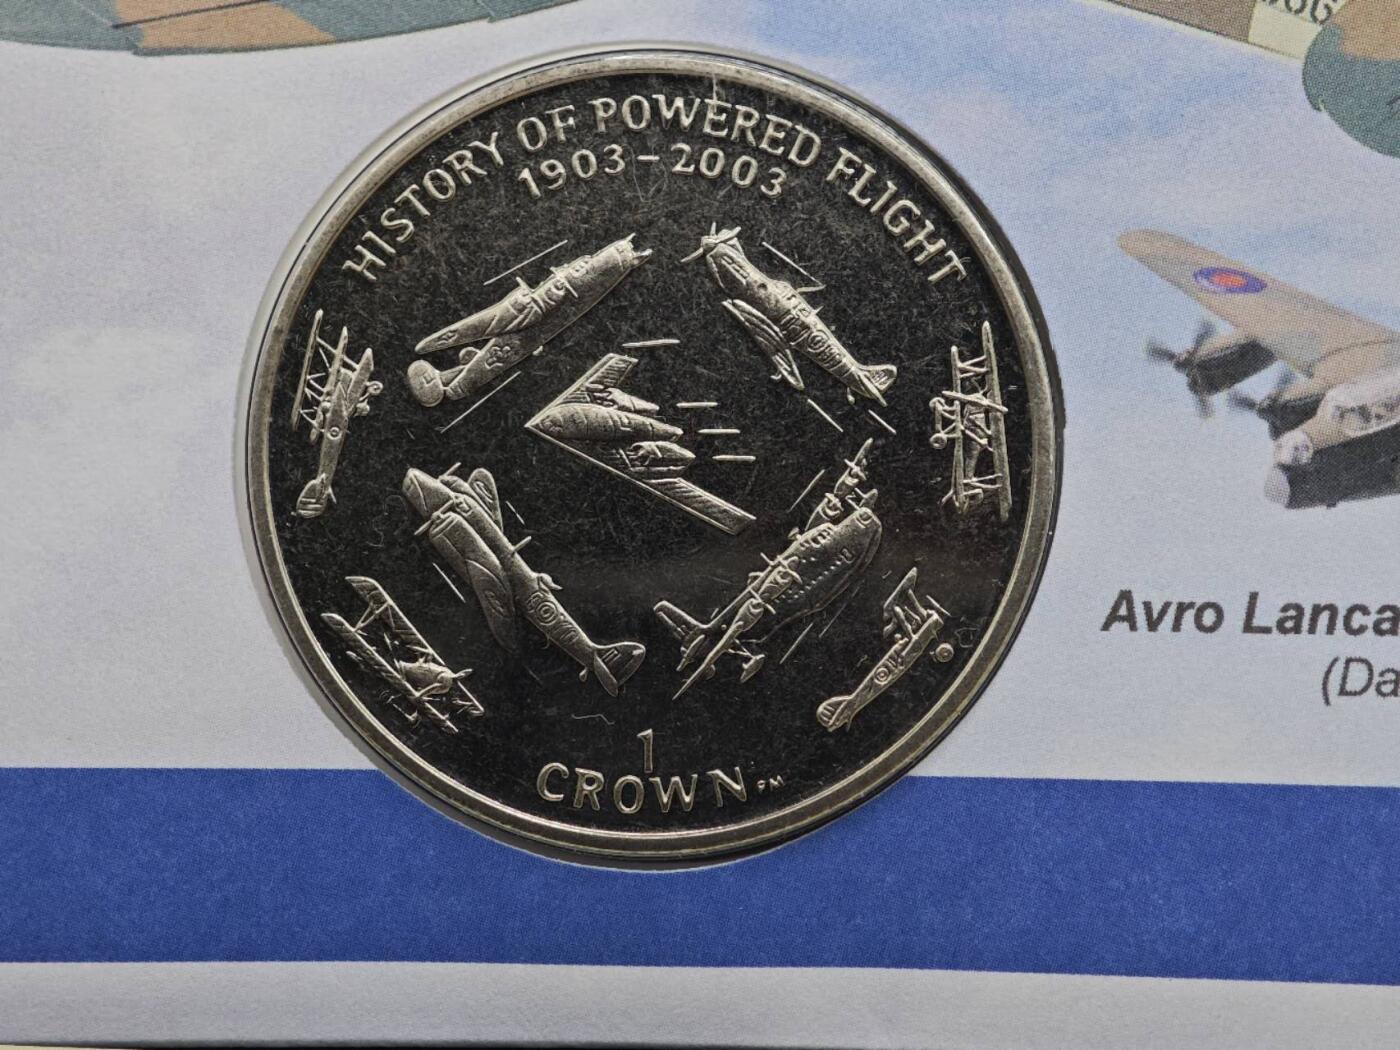 HISTORY OF POWERED FLIGHT
1903-2003
1
CROWN PM
Avro Lanca
(Da